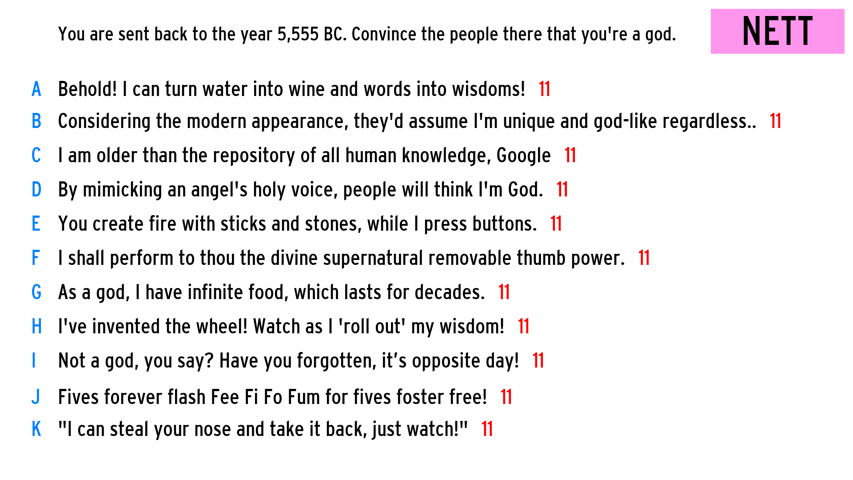 You are sent back to the year 5,555 BC. Convince the people there that you're a god.
NETT
A Behold! I can turn water into wine and words into wisdoms! 11
B Considering the modern appearance, they'd assume I'm unique and god-like regardless.. 11
C I am older than the repository of all human knowledge, Google 11
D By mimicking an angel's holy voice, people will think I'm God. 11
E You create fire with sticks and stones, while I press buttons. 11
F I shall perform to thou the divine supernatural removable thumb power. 11
G As a god, I have infinite food, which lasts for decades. 11
H I've invented the wheel! Watch as I 'roll out' my wisdom! 11
I Not a god, you say? Have you forgotten, it’s opposite day! 11
J Fives forever flash Fee Fi Fo Fum for fives foster free! 11
K "I can steal your nose and take it back, just watch!" 11